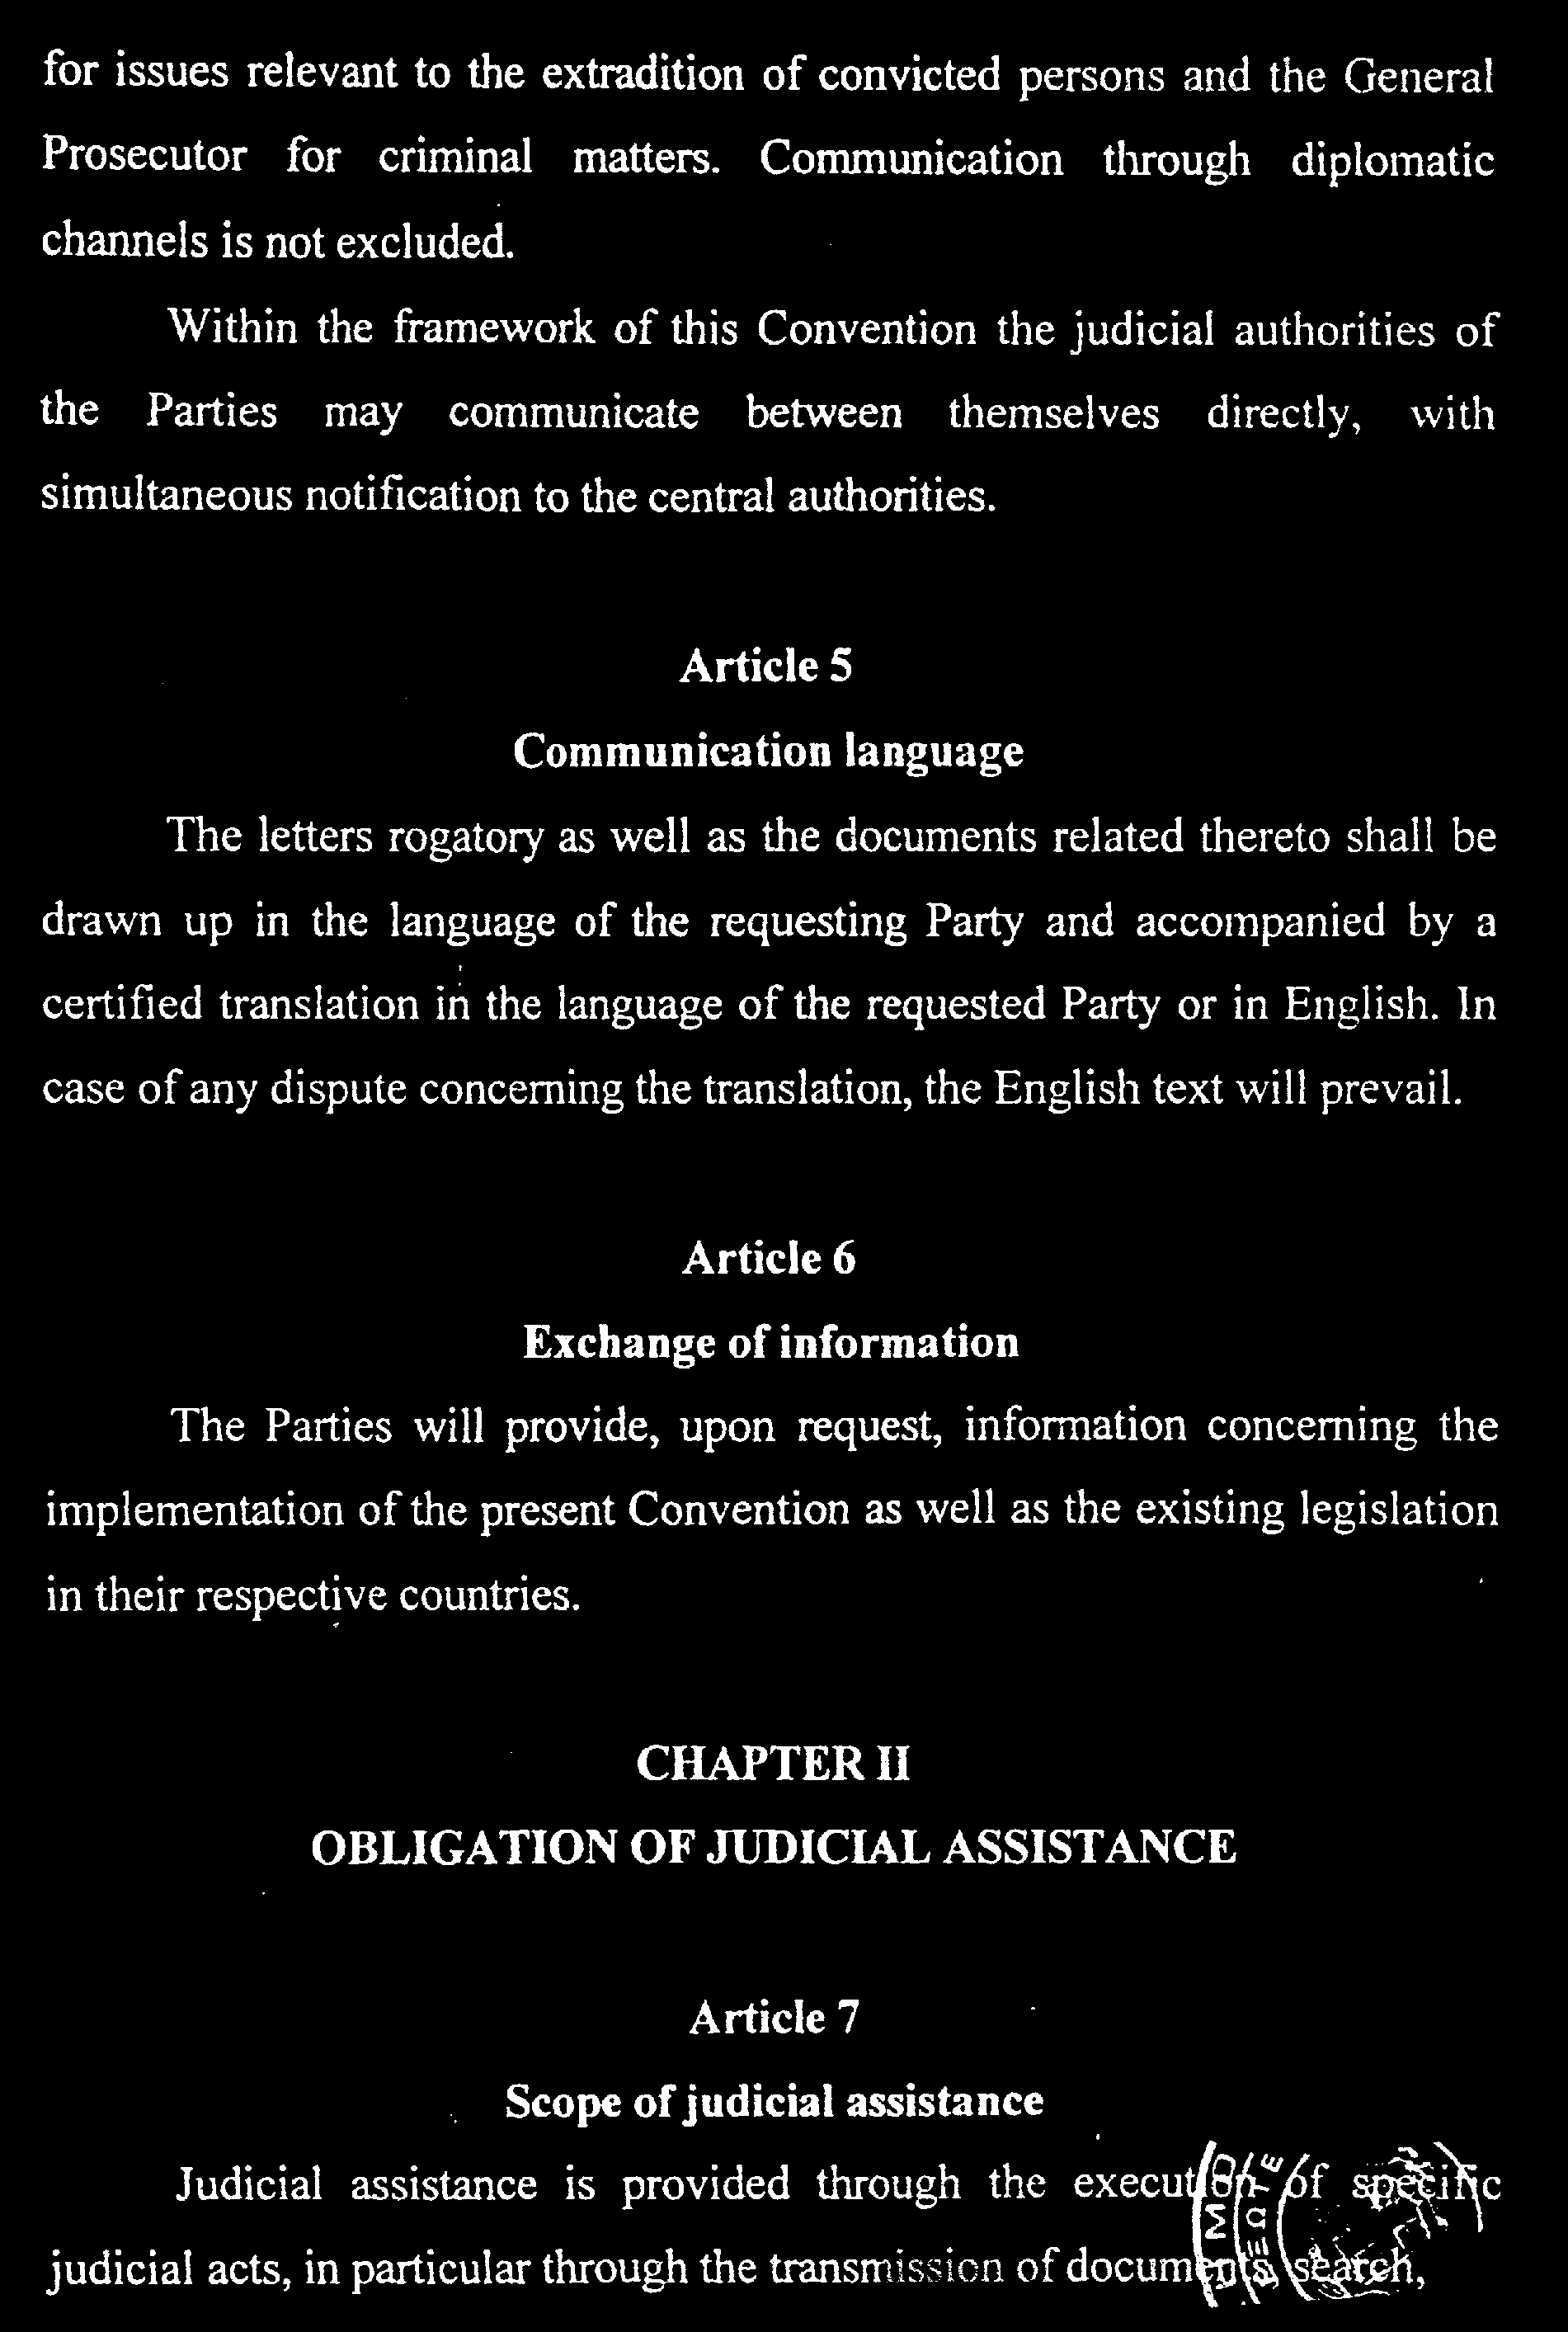 for issues relevant to the extradition of convicted persons and the General
Prosecutor for criminal matters. Communication through diplomatic
channels is not excluded.
Within the framework of this Convention the judicial authorities of
the Parties may communicate between themselves directly, with
simultaneous notification to the central authorities.
Article 5
Communication language
The letters rogatory as well as the documents related thereto shall be
drawn up in the language of the requesting Party and accompanied by a
certified translation in the language of the requested Party or in English. In
case of any dispute concerning the translation, the English text will prevail.
Article 6
Exchange of information
The Parties will provide, upon request, information concerning the
implementation of the present Convention as well as the existing legislation
in their respective countries.
CHAPTER II
OBLIGATION OF JUDICIAL ASSISTANCE
Article 7
Scope of judicial assistance
Judicial assistance is provided through the execution of specific
judicial acts, in particular through the transmission of documents, search,